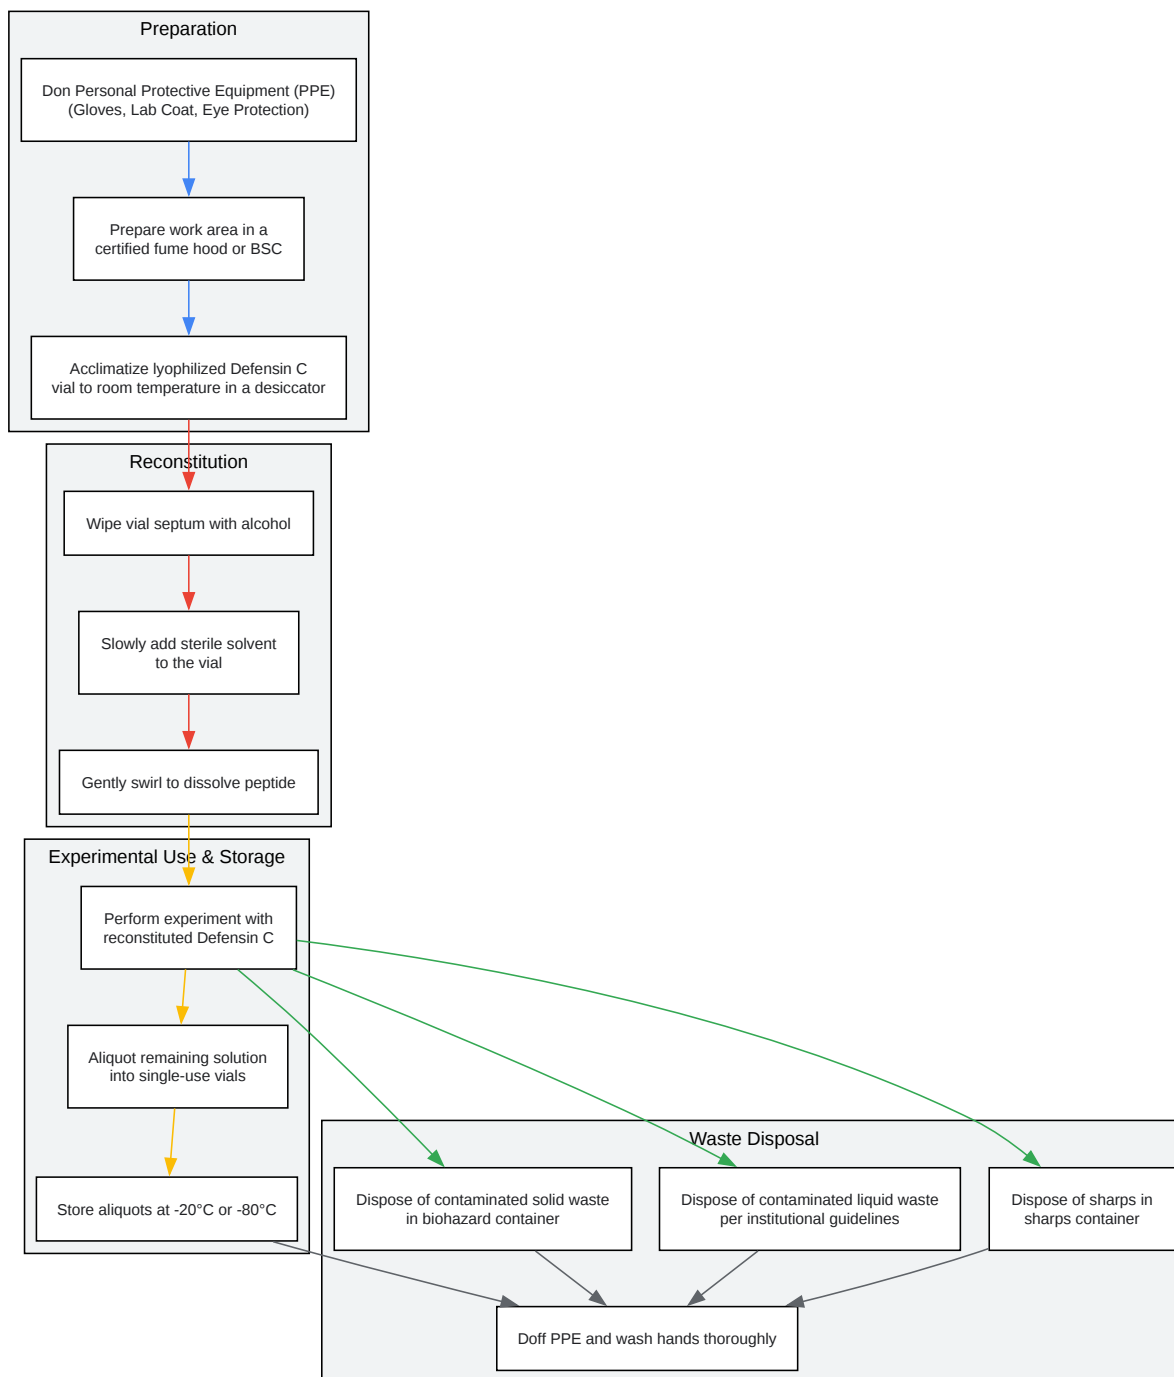 Preparation
Don Personal Protective Equipment (PPE)
(Gloves, Lab Coat, Eye Protection)
Prepare work area in a
certified fume hood or BSC
Acclimatize lyophilized Defensin C
vial to room temperature in a desiccator
Reconstitution
Wipe vial septum with alcohol
Slowly add sterile solvent
to the vial
Gently swirl to dissolve peptide
Experimental Use & Storage
Perform experiment with
reconstituted Defensin C
Aliquot remaining solution
into single-use vials
Store aliquots at -20°C or -80°C
Waste Disposal
Dispose of contaminated solid waste
in biohazard container
Dispose of contaminated liquid waste
per institutional guidelines
Dispose of sharps in
sharps container
Doff PPE and wash hands thoroughly